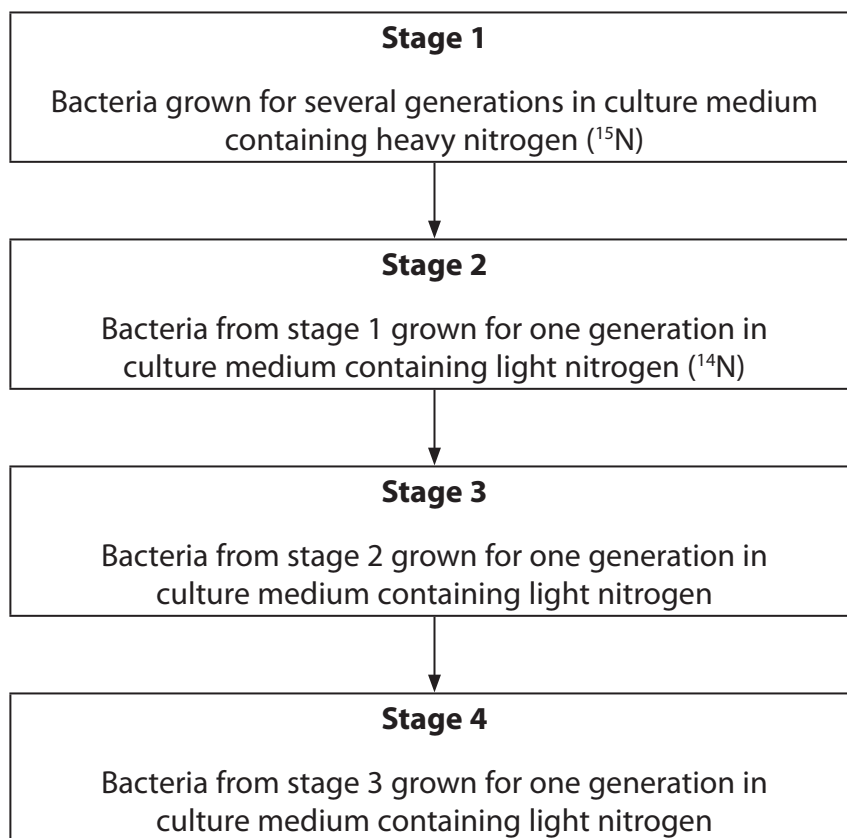 Stage 1
Bacteria grown for several generations in culture medium
containing heavy nitrogen (¹⁵N)
Stage 2
Bacteria from stage 1 grown for one generation in
culture medium containing light nitrogen (¹⁴N)
Stage 3
Bacteria from stage 2 grown for one generation in
culture medium containing light nitrogen
Stage 4
Bacteria from stage 3 grown for one generation in
culture medium containing light nitrogen